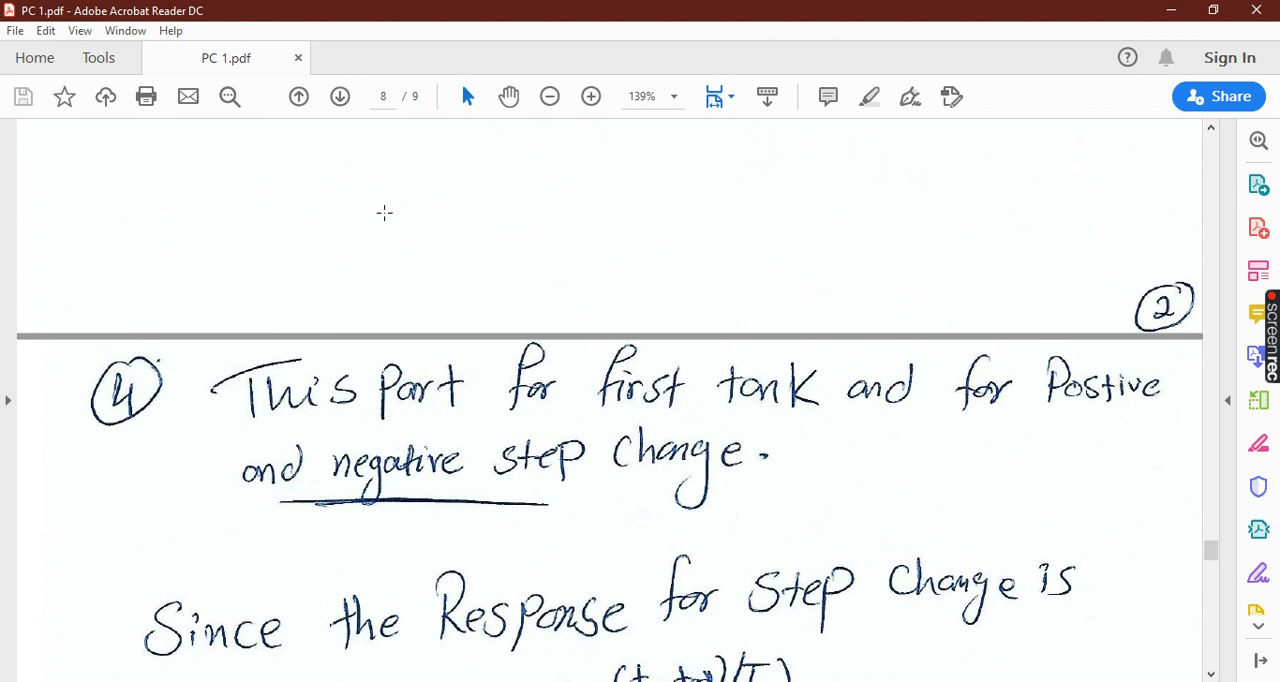 PC 1.pdf - Adobe Acrobat Reader DC
File Edit View Window Help
Home Tools PC 1.pdf × Sign In
8 / 9 139% Share
2
4 This Part for first tank and for Postive
and negative step change.
Since the Response for step change is
screenrec